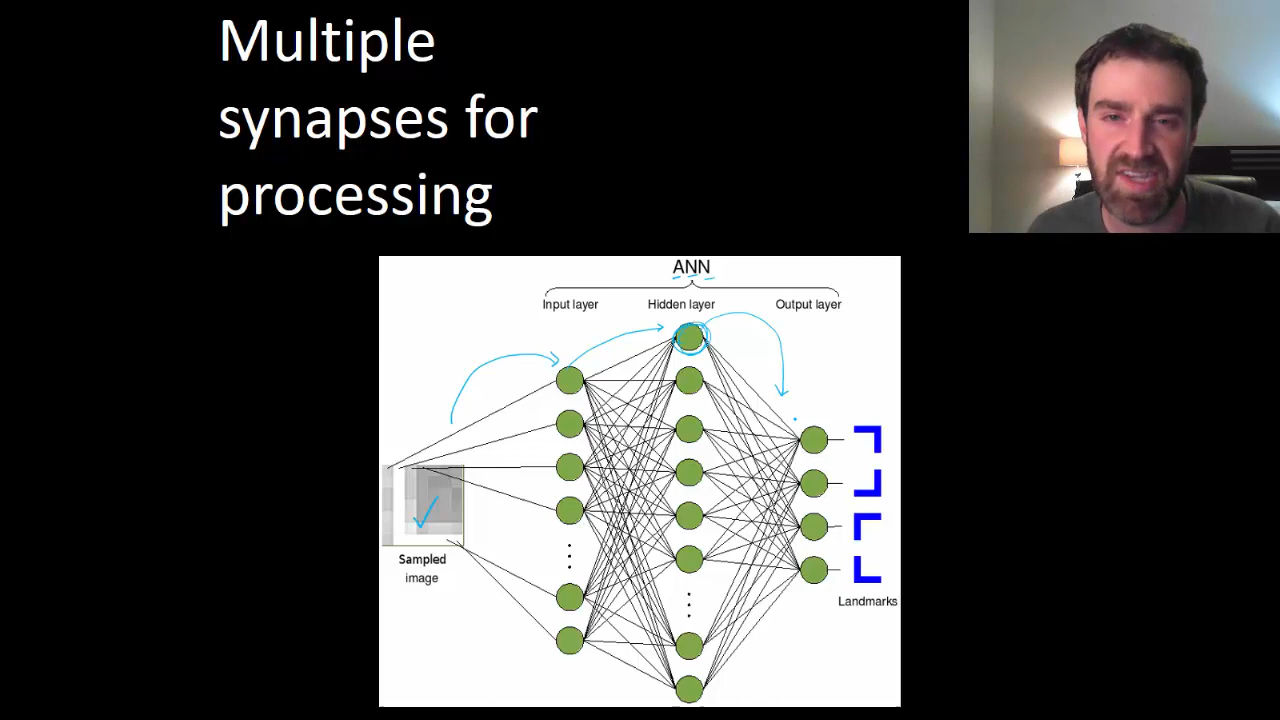 Multiple
synapses for
processing
ANN
Input layer
Hidden layer
Output layer
Sampled
image
Landmarks